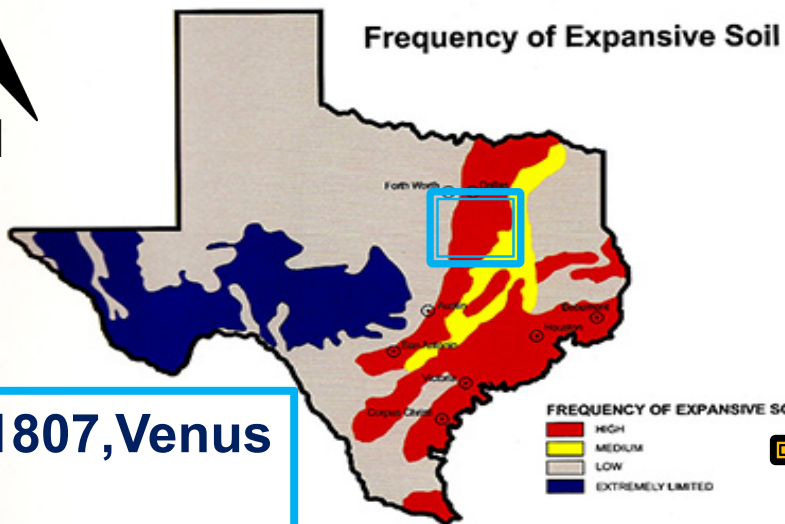 Frequency of Expansive Soil
Forth Worth
Dallas
Austin
Beaumont
Houston
San Antonio
Victoria
Corpus Christi
1807,Venus
FREQUENCY OF EXPANSIVE SO
HIGH
MEDIUM
LOW
EXTREMELY LIMITED